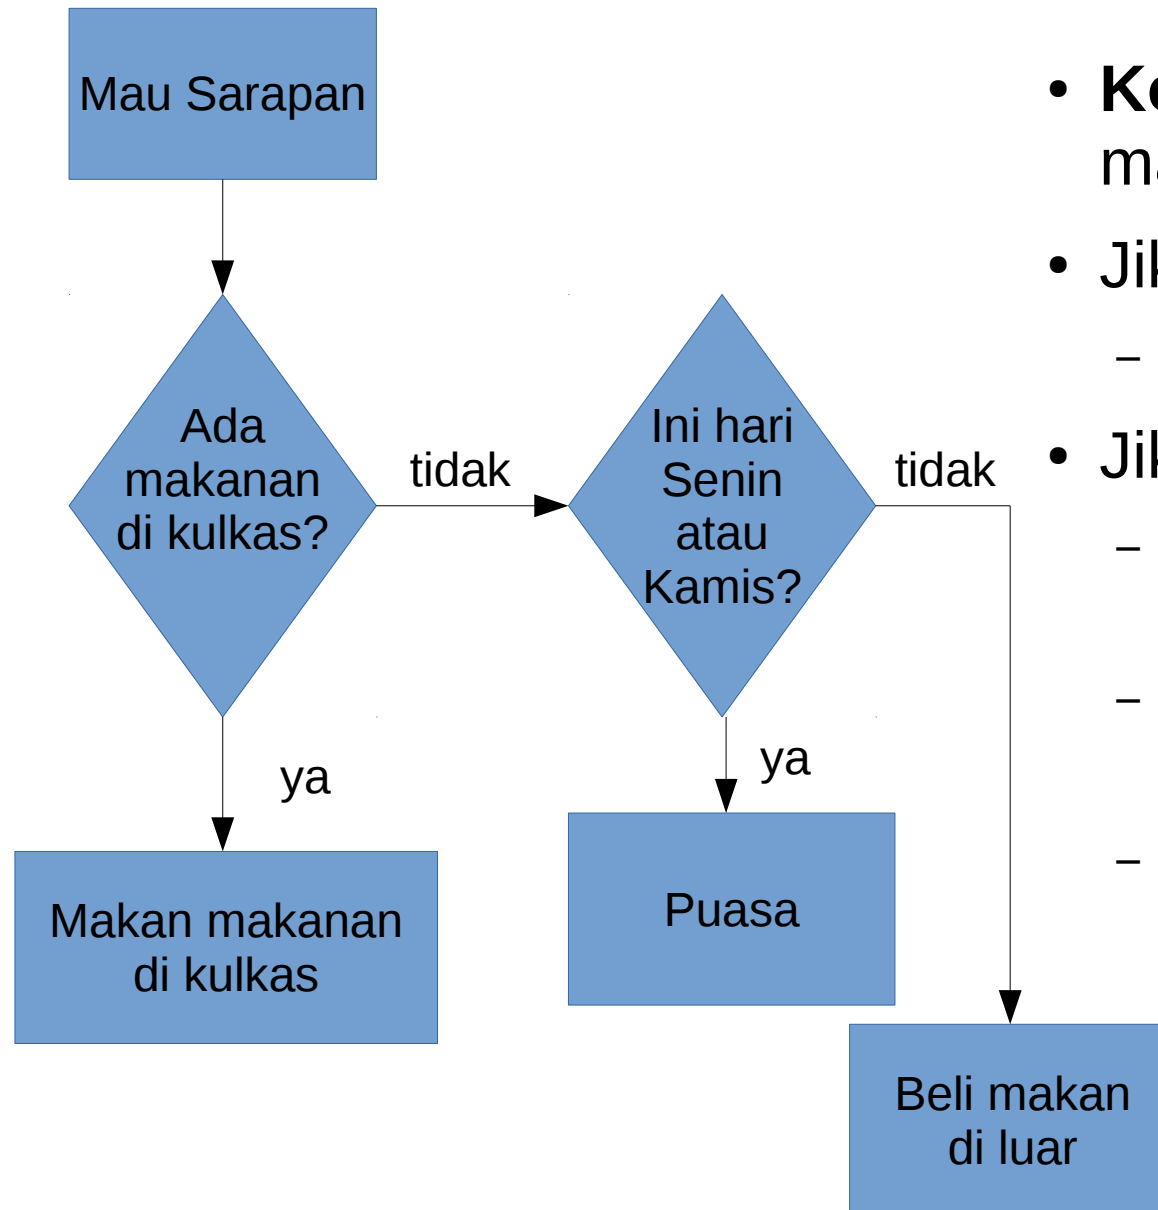 Mau Sarapan
Ada
makanan
di kulkas?
tidak
Ini hari
Senin
atau
Kamis?
tidak
ya
ya
Makan makanan
di kulkas
Puasa
Beli makan
di luar